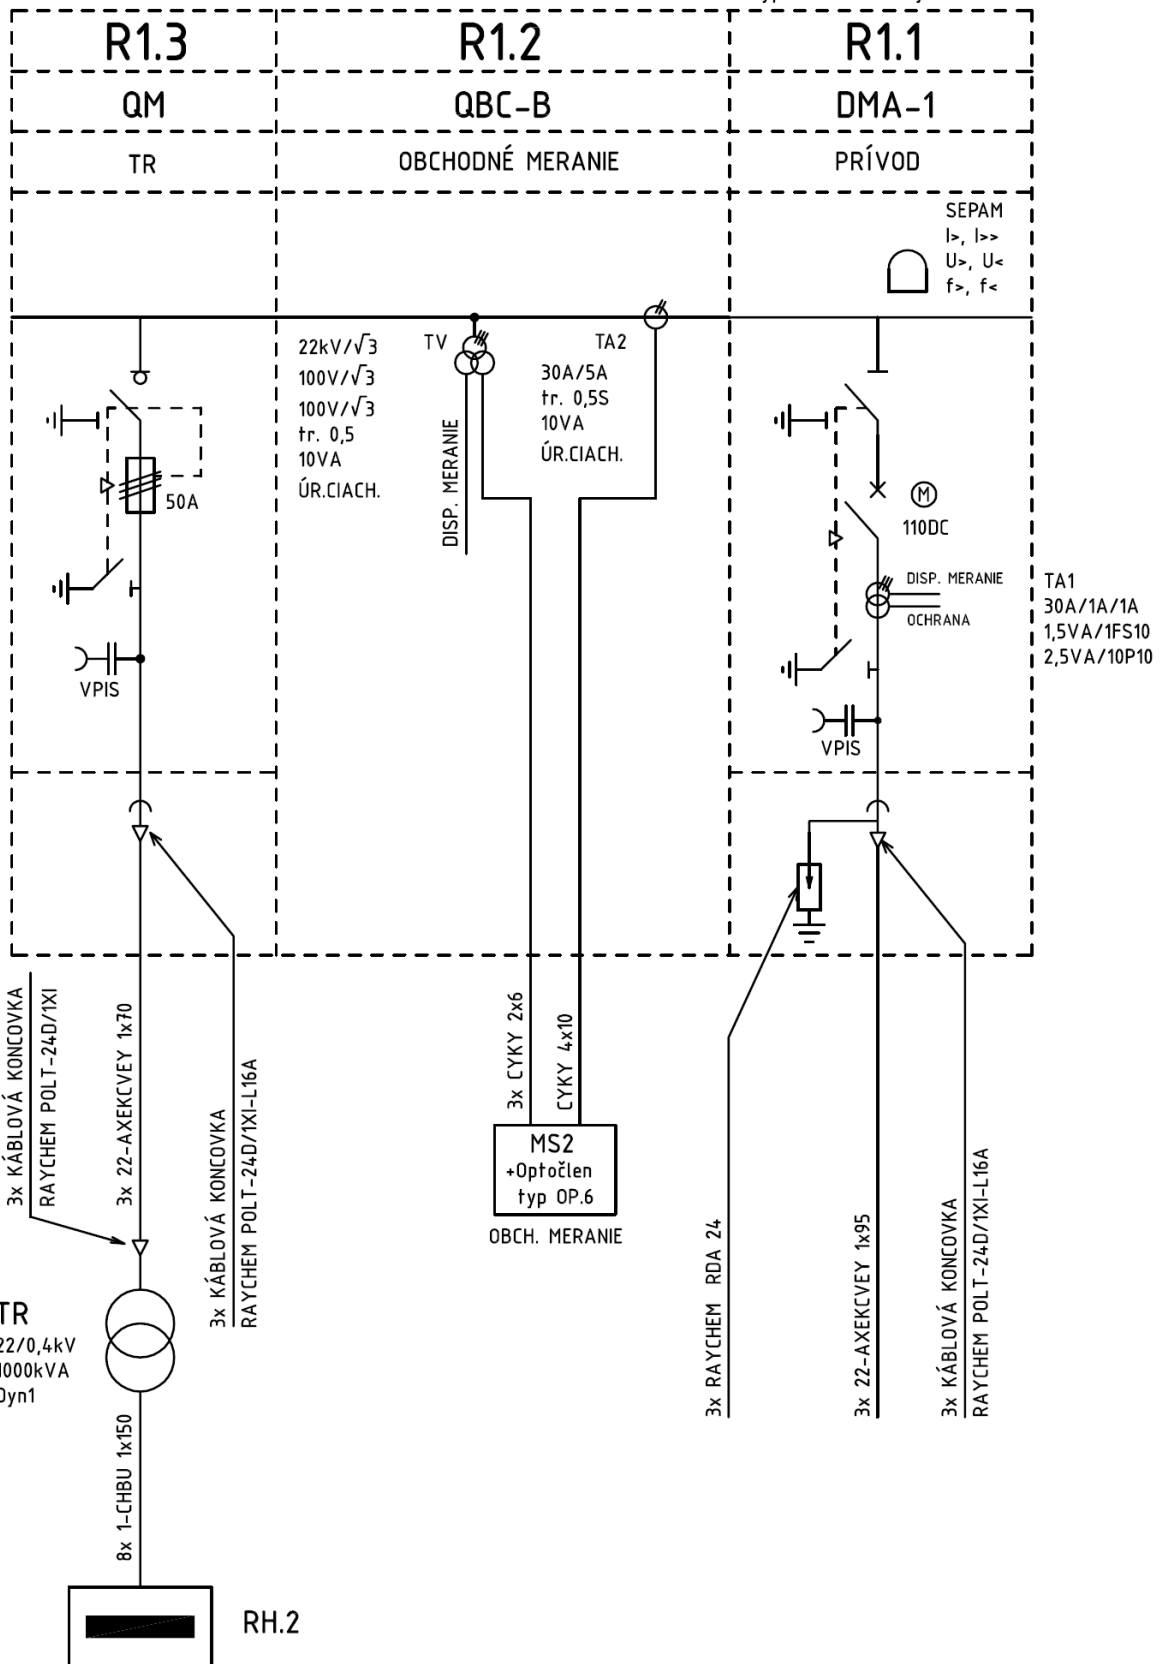 R1.3
R1.2
R1.1
QM
QBC-B
DMA-1
TR
OBCHODNÉ MERANIE
PRÍVOD
SEPAM
I>, I>>
U>, U<
f>, f<
22kV/√3
100V/√3
100V/√3
tr. 0,5
10VA
ÚR.CIACH.
TV
DISP. MERANIE
TA2
30A/5A
tr. 0,5S
10VA
ÚR.CIACH.
50A
VPIS
M
110DC
DISP. MERANIE
OCHRANA
TA1
30A/1A/1A
1,5VA/1FS10
2,5VA/10P10
VPIS
3x KÁBLOVÁ KONCOVKA
RAYCHEM POLT-24D/1XI
3x 22-AXEKCVEY 1x70
3x KÁBLOVÁ KONCOVKA
RAYCHEM POLT-24D/1XI-L16A
3x CYKY 2x6
CYKY 4x10
MS2
+Optočlen
typ OP.6
OBCH. MERANIE
3x RAYCHEM RDA 24
3x 22-AXEKCVEY 1x95
3x KÁBLOVÁ KONCOVKA
RAYCHEM POLT-24D/1XI-L16A
TR
22/0,4kV
1000kVA
Dyn1
8x 1-CHBU 1x150
RH.2